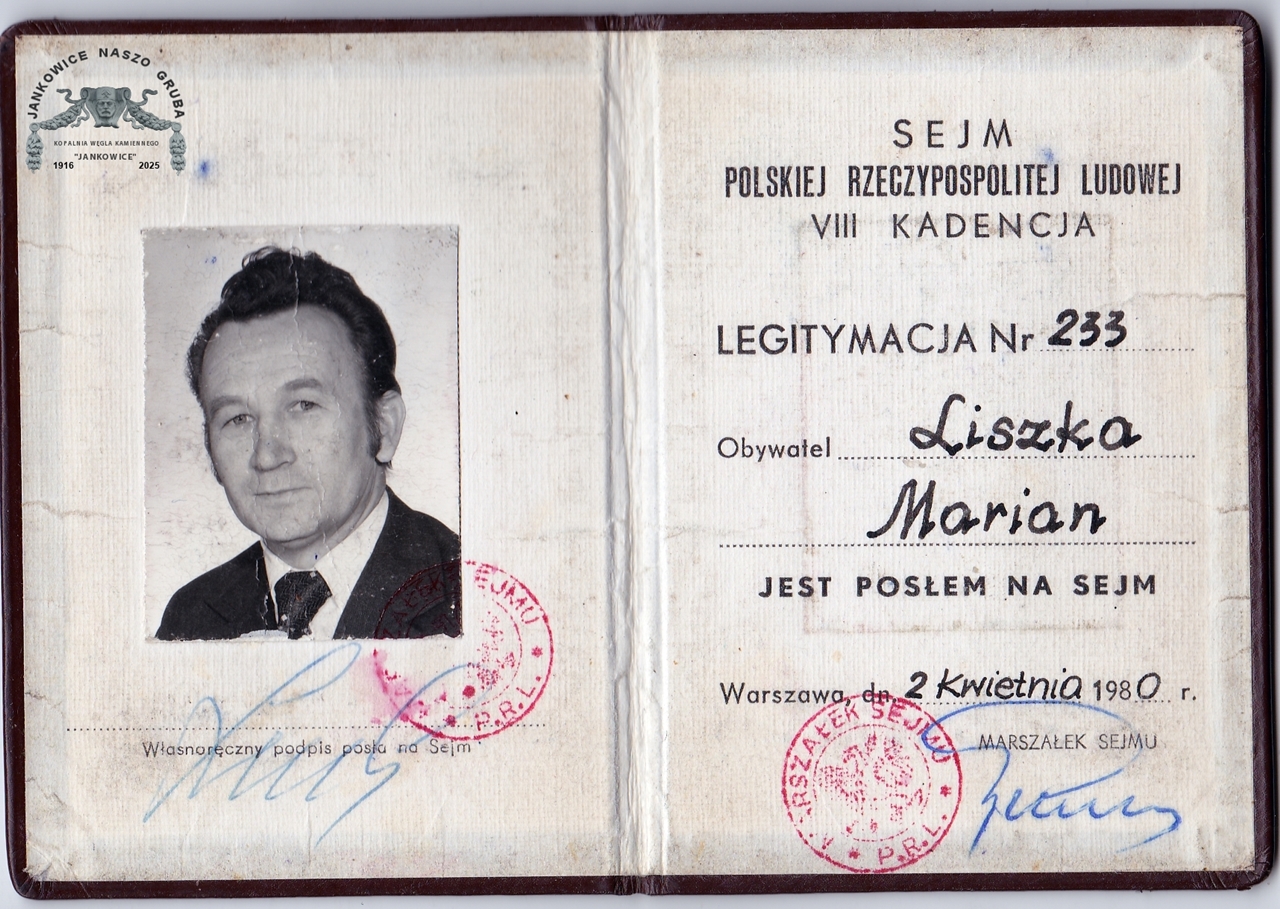 JANKOWICE NASZO GRUBA
KOPALNIA WĘGLA KAMIENNEGO
"JANKOWICE"
1916 2025
MARSZAŁEK SEJMU
* P.R.L. *
Własnoręczny podpis posła na Sejm
SEJM
POLSKIEJ RZECZYPOSPOLITEJ LUDOWEJ
VIII KADENCJA
LEGITYMACJA Nr 233
Obywatel Liszka
Marian
JEST POSŁEM NA SEJM
Warszawa, dn. 2 Kwietnia 1980 r.
MARSZAŁEK SEJMU
MARSZAŁEK SEJMU
* P.R.L. *